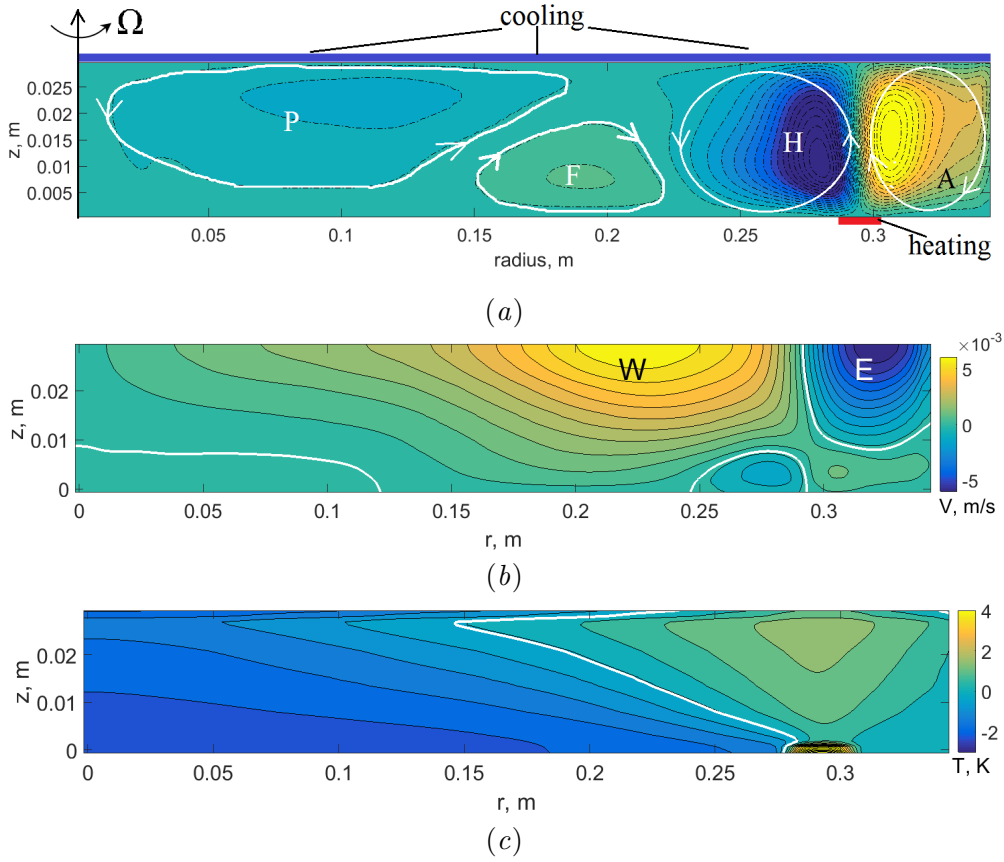 Ω
cooling
z, m
0.025
0.02
0.015
0.01
0.005
P
F
H
A
0.05
0.1
0.15
0.2
0.25
0.3
radius, m
heating
(a)
z, m
0.02
0.01
0
W
E
×10⁻³
5
0
-5
V, m/s
0
0.05
0.1
0.15
0.2
0.25
0.3
r, m
(b)
z, m
0.02
0.01
0
4
2
0
-2
T, K
0
0.05
0.1
0.15
0.2
0.25
0.3
r, m
(c)